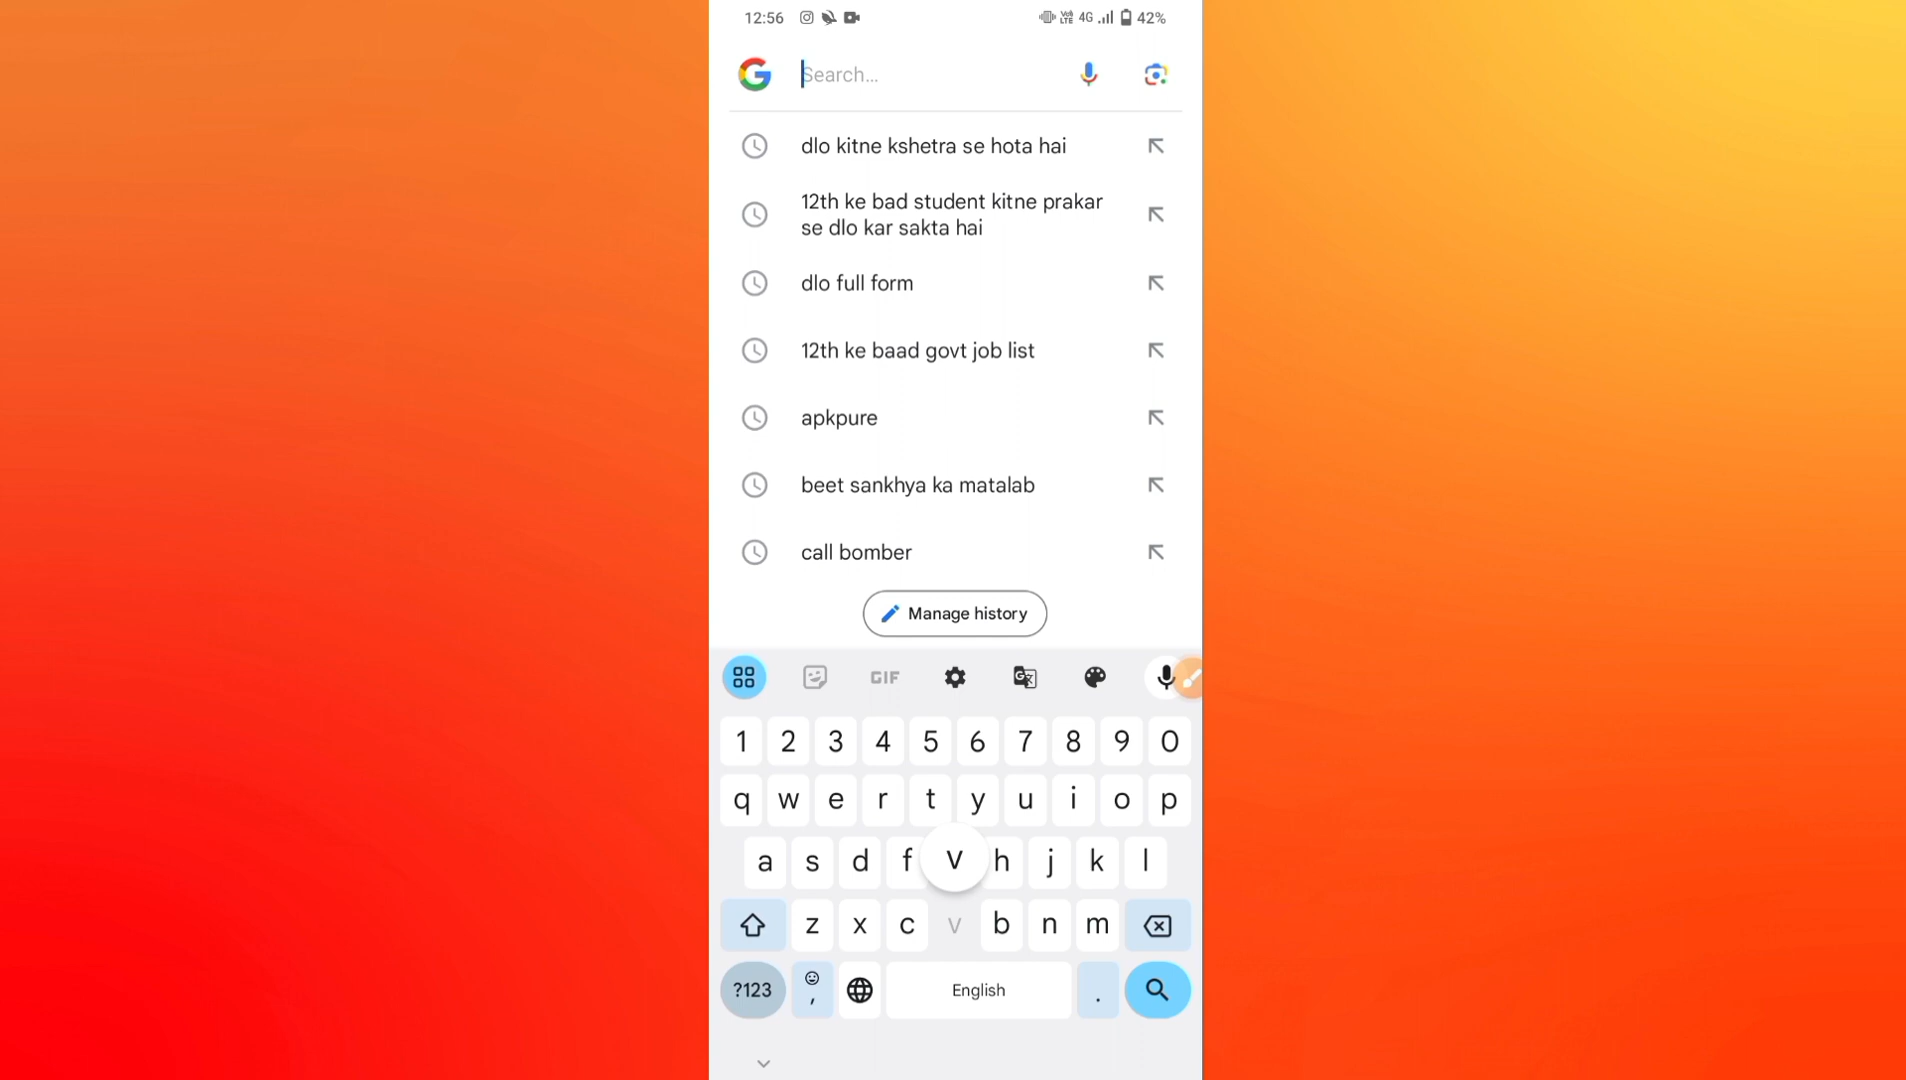 12:56 VoI LTE 4G 42%
Search...
dlo kitne kshetra se hota hai
12th ke bad student kitne prakar
se dlo kar sakta hai
dlo full form
12th ke baad govt job list
apkpure
beet sankhya ka matalab
call bomber
Manage history
GIF
1 2 3 4 5 6 7 8 9 0
q w e r t y u i o p
a s d f v h j k l
z x c v b n m
?123 , English .